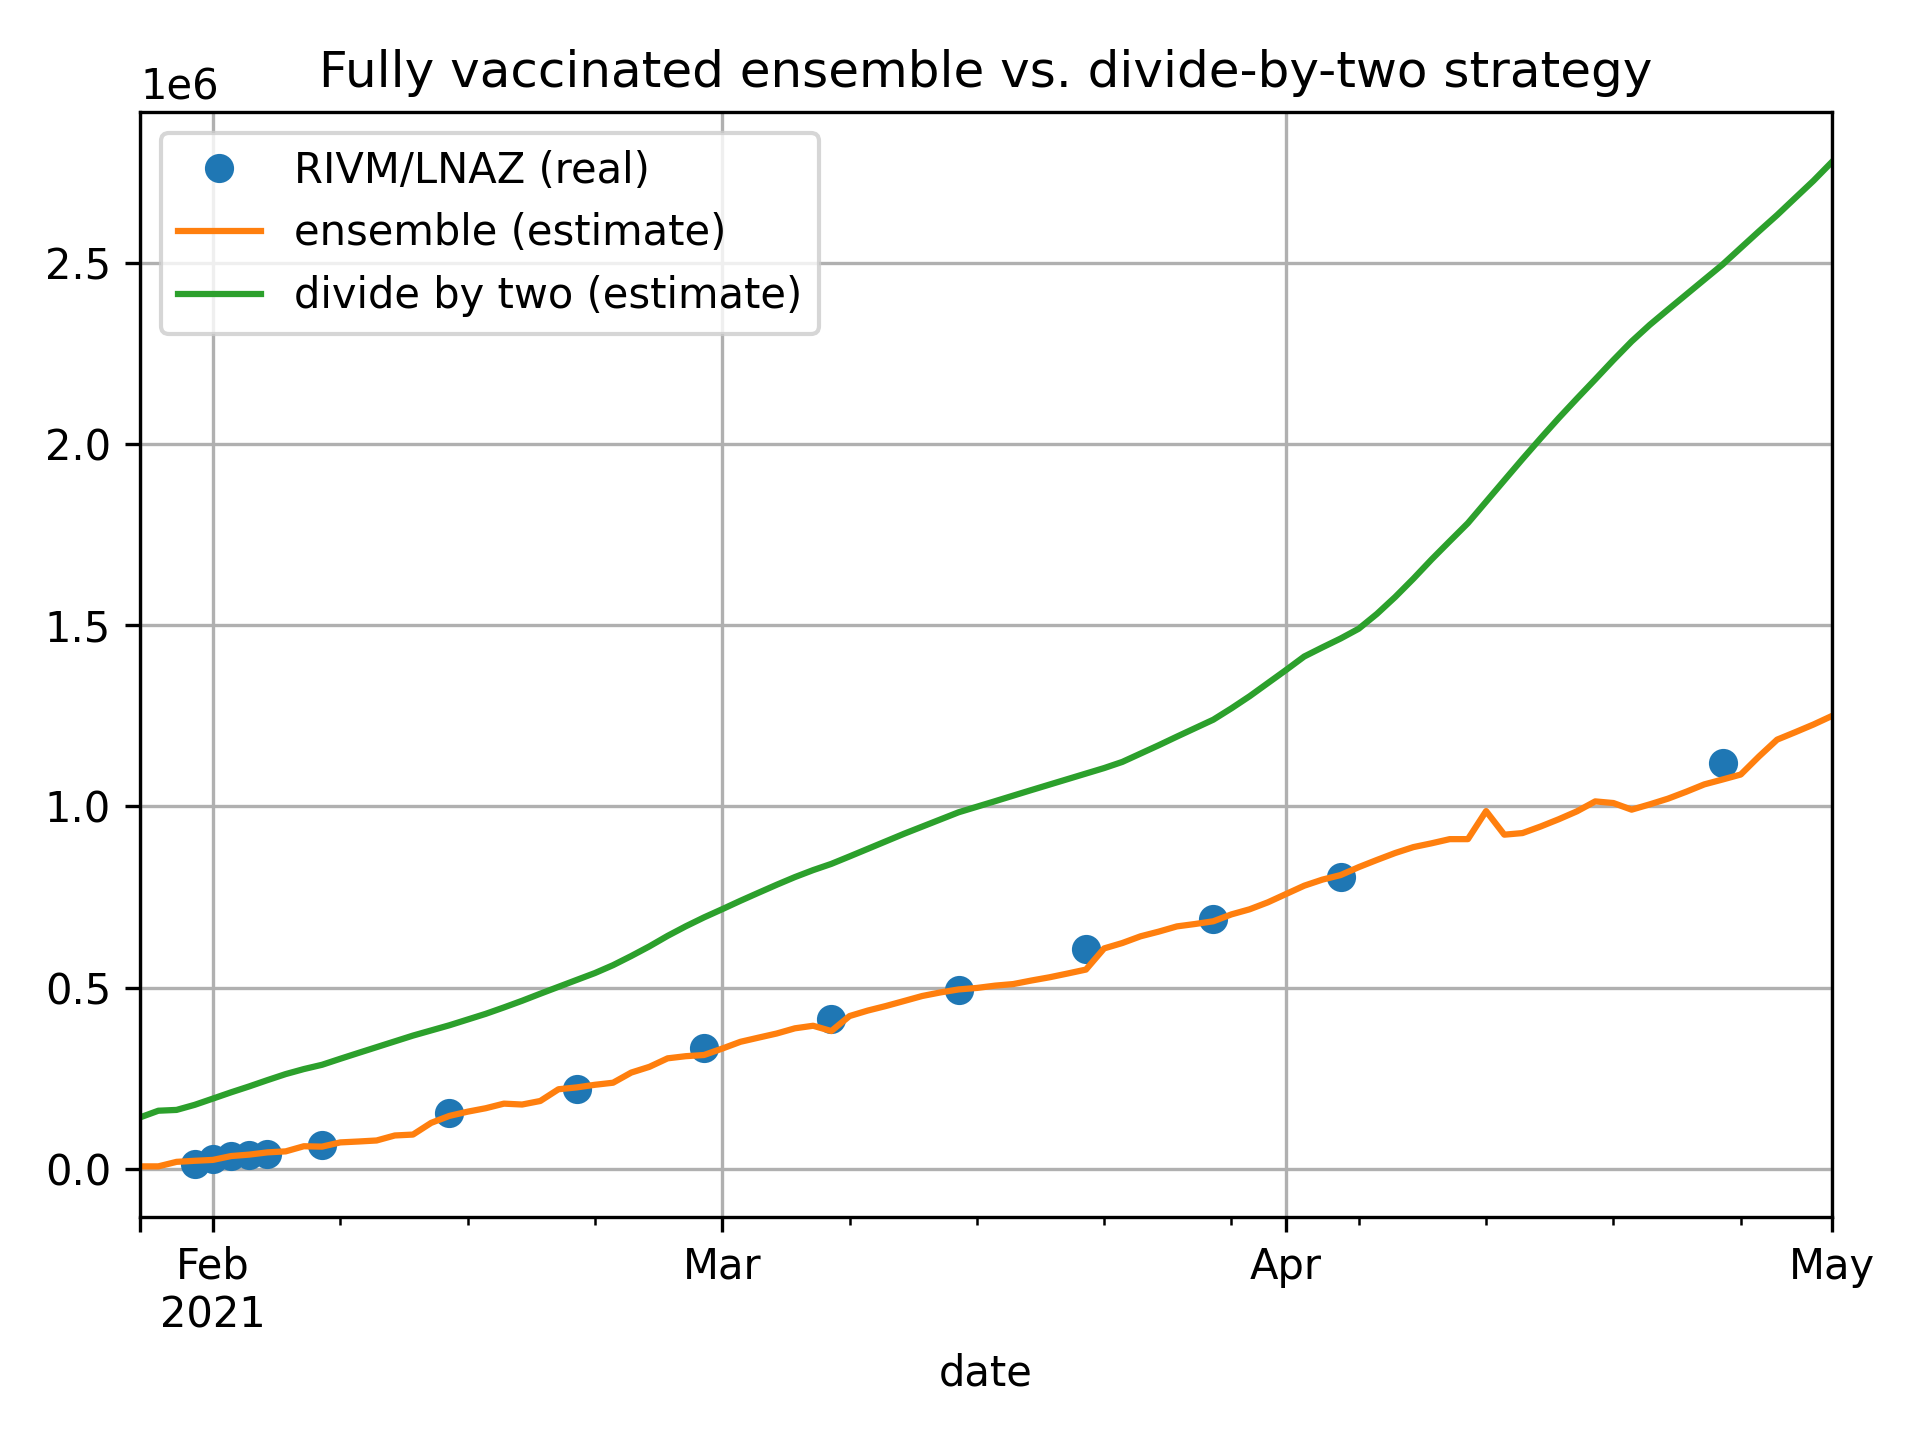 Fully vaccinated ensemble vs. divide-by-two strategy
1e6
RIVM/LNAZ (real)
ensemble (estimate)
divide by two (estimate)
2.5
2.0
1.5
1.0
0.5
0.0
Feb Mar Apr May
2021
date